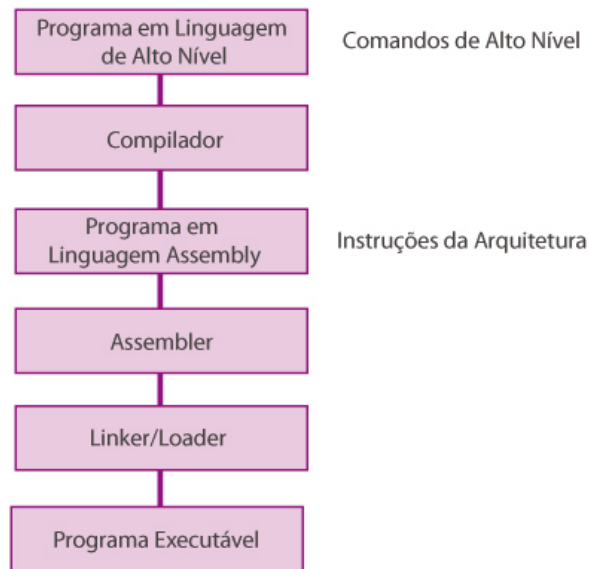 Programa em Linguagem
de Alto Nível
Comandos de Alto Nível
Compilador
Programa em
Linguagem Assembly
Instruções da Arquitetura
Assembler
Linker/Loader
Programa Executável